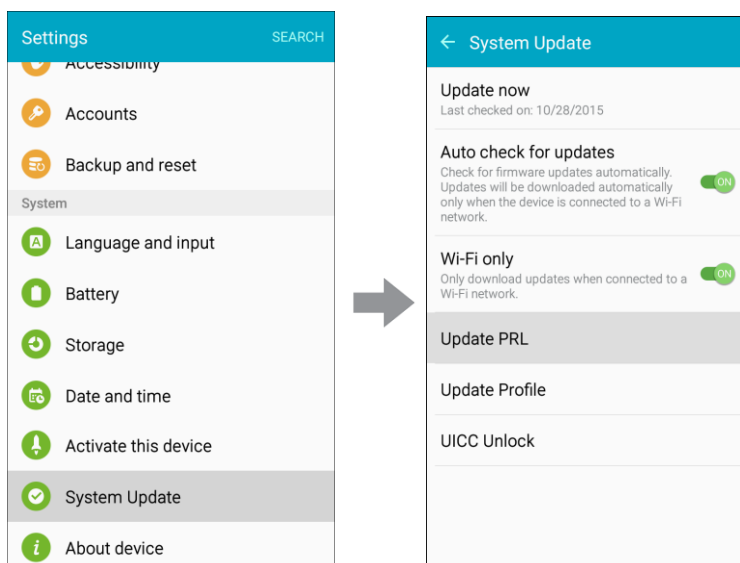 Settings
SEARCH
Accessibility
Accounts
Backup and reset
System
A
Language and input
Battery
Storage
Date and time
Activate this device
System Update
i
About device
System Update
Update now
Last checked on: 10/28/2015
Auto check for updates
Check for firmware updates automatically.
Updates will be downloaded automatically
only when the device is connected to a Wi-Fi
network.
ON
Wi-Fi only
Only download updates when connected to a
Wi-Fi network.
ON
Update PRL
Update Profile
UICC Unlock